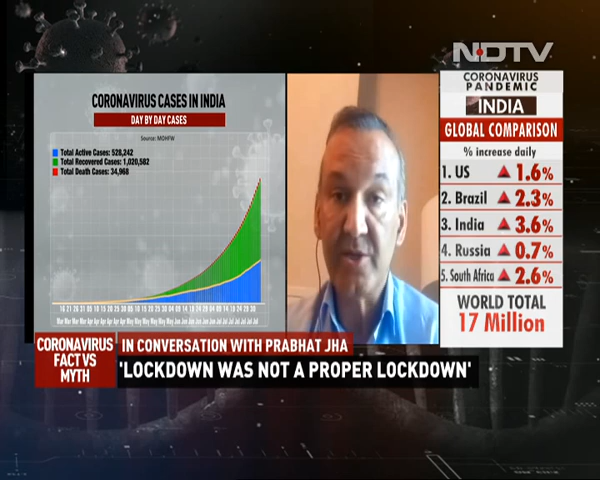 NDTV
CORONAVIRUS CASES IN INDIA
DAY BY DAY CASES
Source: MOHFW
Total Active Cases: 528,242
Total Recovered Cases: 1,020,582
Total Death Cases: 34,968
CORONAVIRUS
PANDEMIC
INDIA
GLOBAL COMPARISON
% increase daily
1. US 1.6%
2. Brazil 2.3%
3. India 3.6%
4. Russia 0.7%
5. South Africa 2.6%
WORLD TOTAL
17 Million
CORONAVIRUS
FACT VS
MYTH
IN CONVERSATION WITH PRABHAT JHA
'LOCKDOWN WAS NOT A PROPER LOCKDOWN'